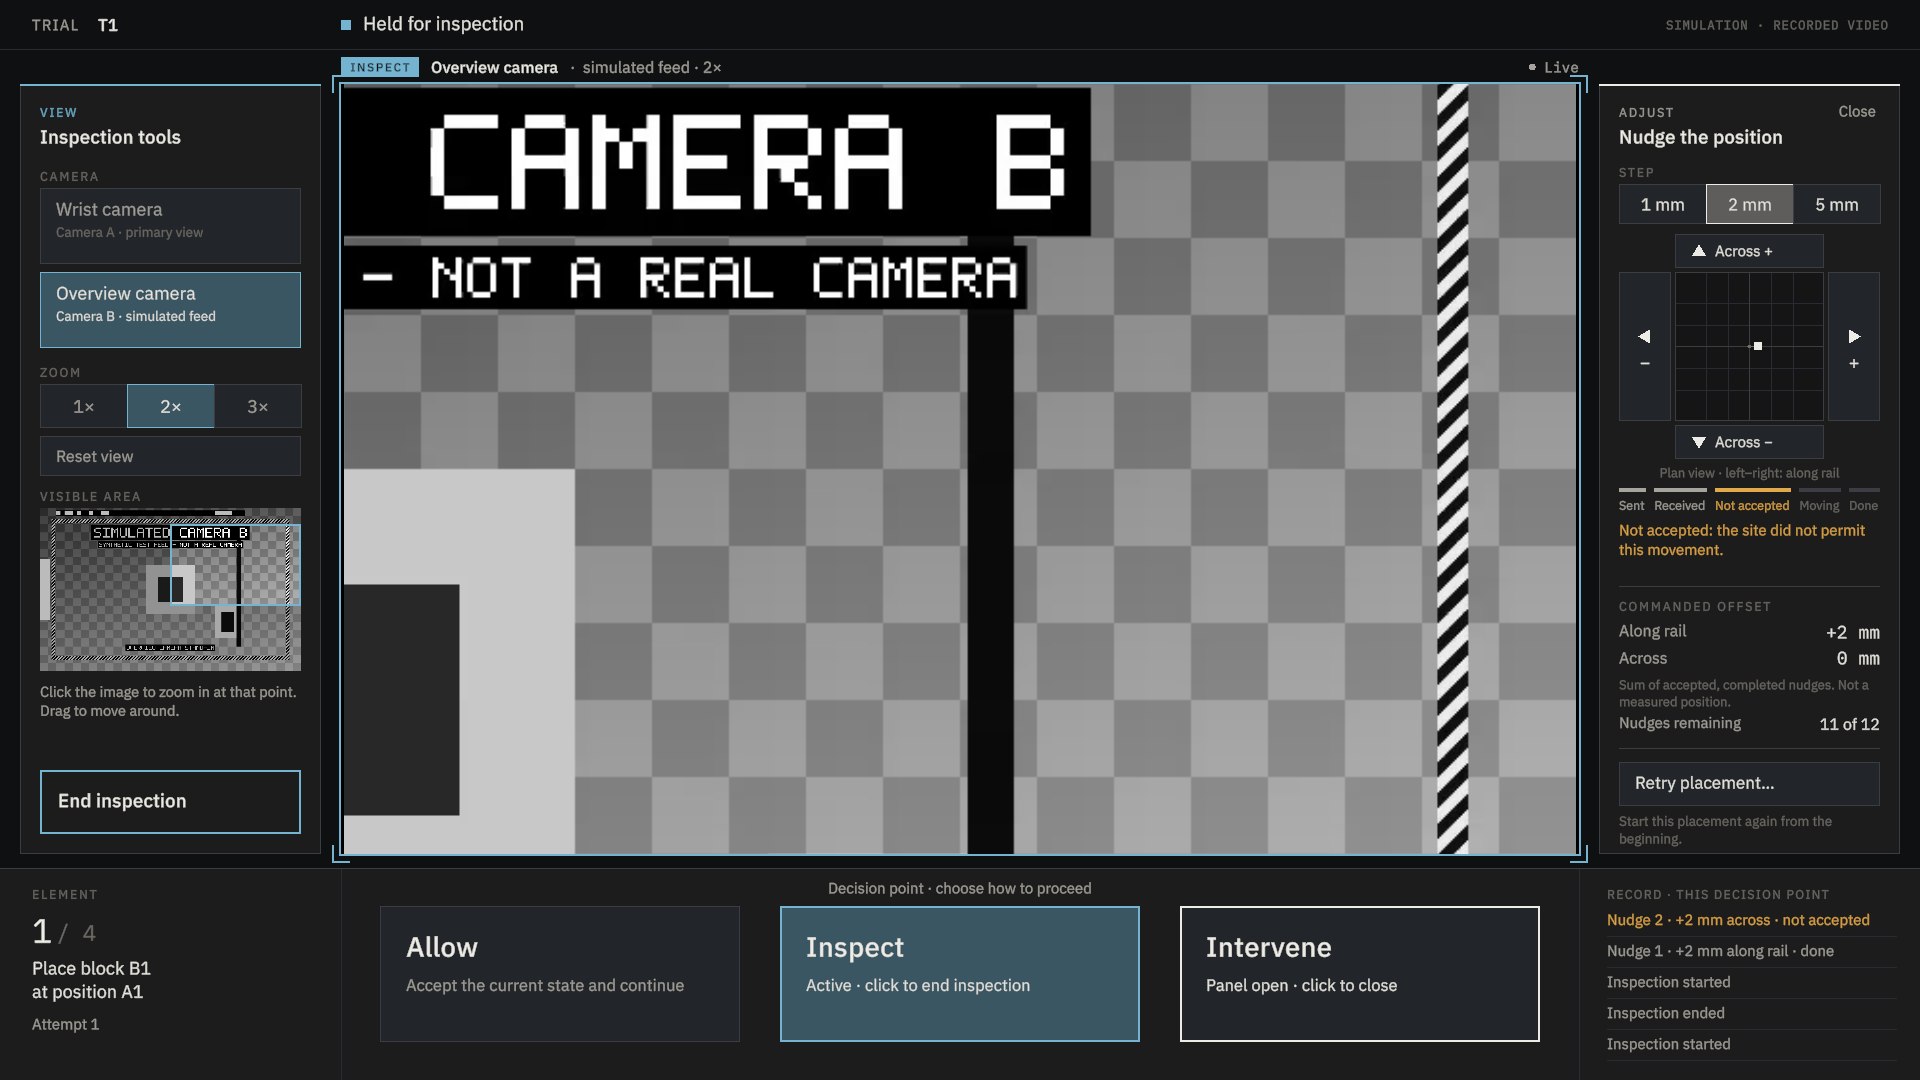 TRIAL T1
Held for inspection
SIMULATION · RECORDED VIDEO
INSPECT Overview camera · simulated feed · 2×
Live
VIEW
Inspection tools
CAMERA
Wrist camera
Camera A · primary view
Overview camera
Camera B · simulated feed
ZOOM
1× 2× 3×
Reset view
VISIBLE AREA
SIMULATED CAMERA B
SYNTHETIC TEST FEED - NOT A REAL CAMERA
Click the image to zoom in at that point.
Drag to move around.
End inspection
CAMERA B
- NOT A REAL CAMERA
ADJUST
Close
Nudge the position
STEP
1 mm 2 mm 5 mm
Across +
−
+
Across −
Plan view · left–right: along rail
Sent Received Not accepted Moving Done
Not accepted: the site did not permit
this movement.
COMMANDED OFFSET
Along rail +2 mm
Across 0 mm
Sum of accepted, completed nudges. Not a
measured position.
Nudges remaining 11 of 12
Retry placement...
Start this placement again from the
beginning.
ELEMENT
1 / 4
Place block B1
at position A1
Attempt 1
Decision point · choose how to proceed
Allow
Accept the current state and continue
Inspect
Active · click to end inspection
Intervene
Panel open · click to close
RECORD · THIS DECISION POINT
Nudge 2 · +2 mm across · not accepted
Nudge 1 · +2 mm along rail · done
Inspection started
Inspection ended
Inspection started